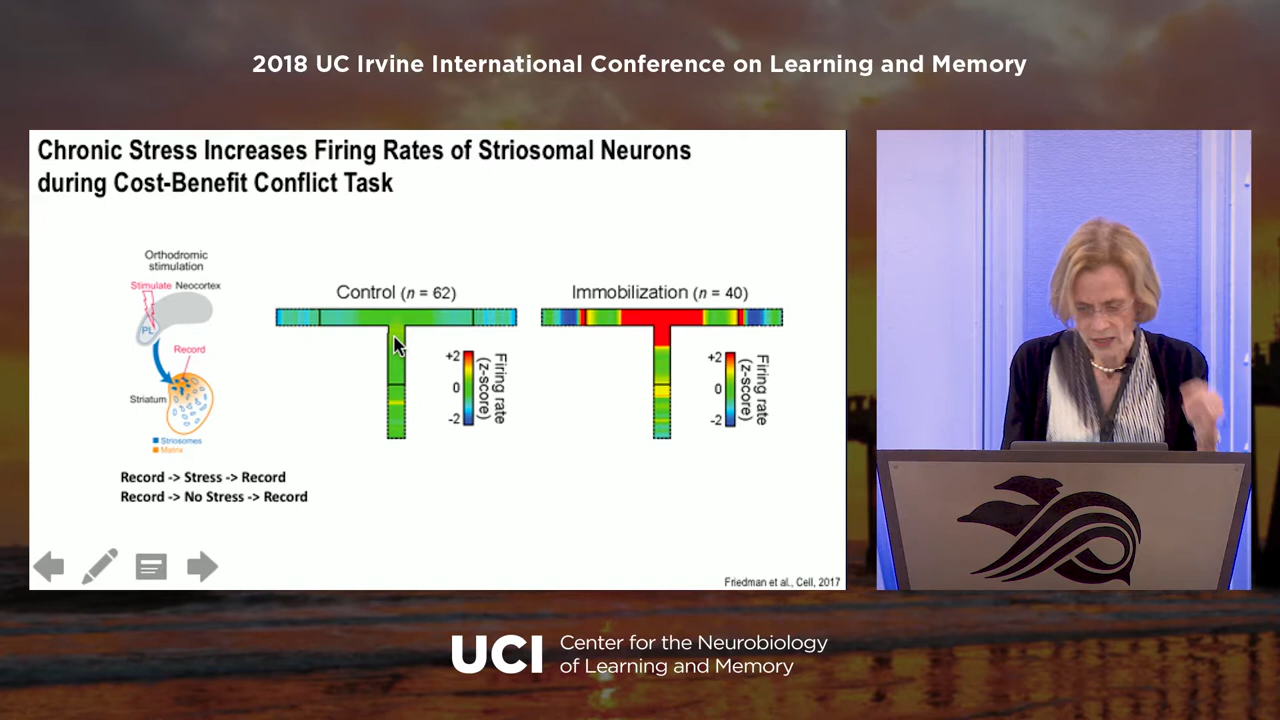 2018 UC Irvine International Conference on Learning and Memory
Chronic Stress Increases Firing Rates of Striosomal Neurons
during Cost-Benefit Conflict Task
Orthodromic
stimulation
Stimulate Neocortex
PL
Record
Striatum
Striosomes
Matrix
Control (n = 62)
+2
0
-2
Firing rate
(z-score)
Immobilization (n = 40)
+2
0
-2
Firing rate
(z-score)
Record -> Stress -> Record
Record -> No Stress -> Record
Friedman et al., Cell, 2017
UCI Center for the Neurobiology
of Learning and Memory